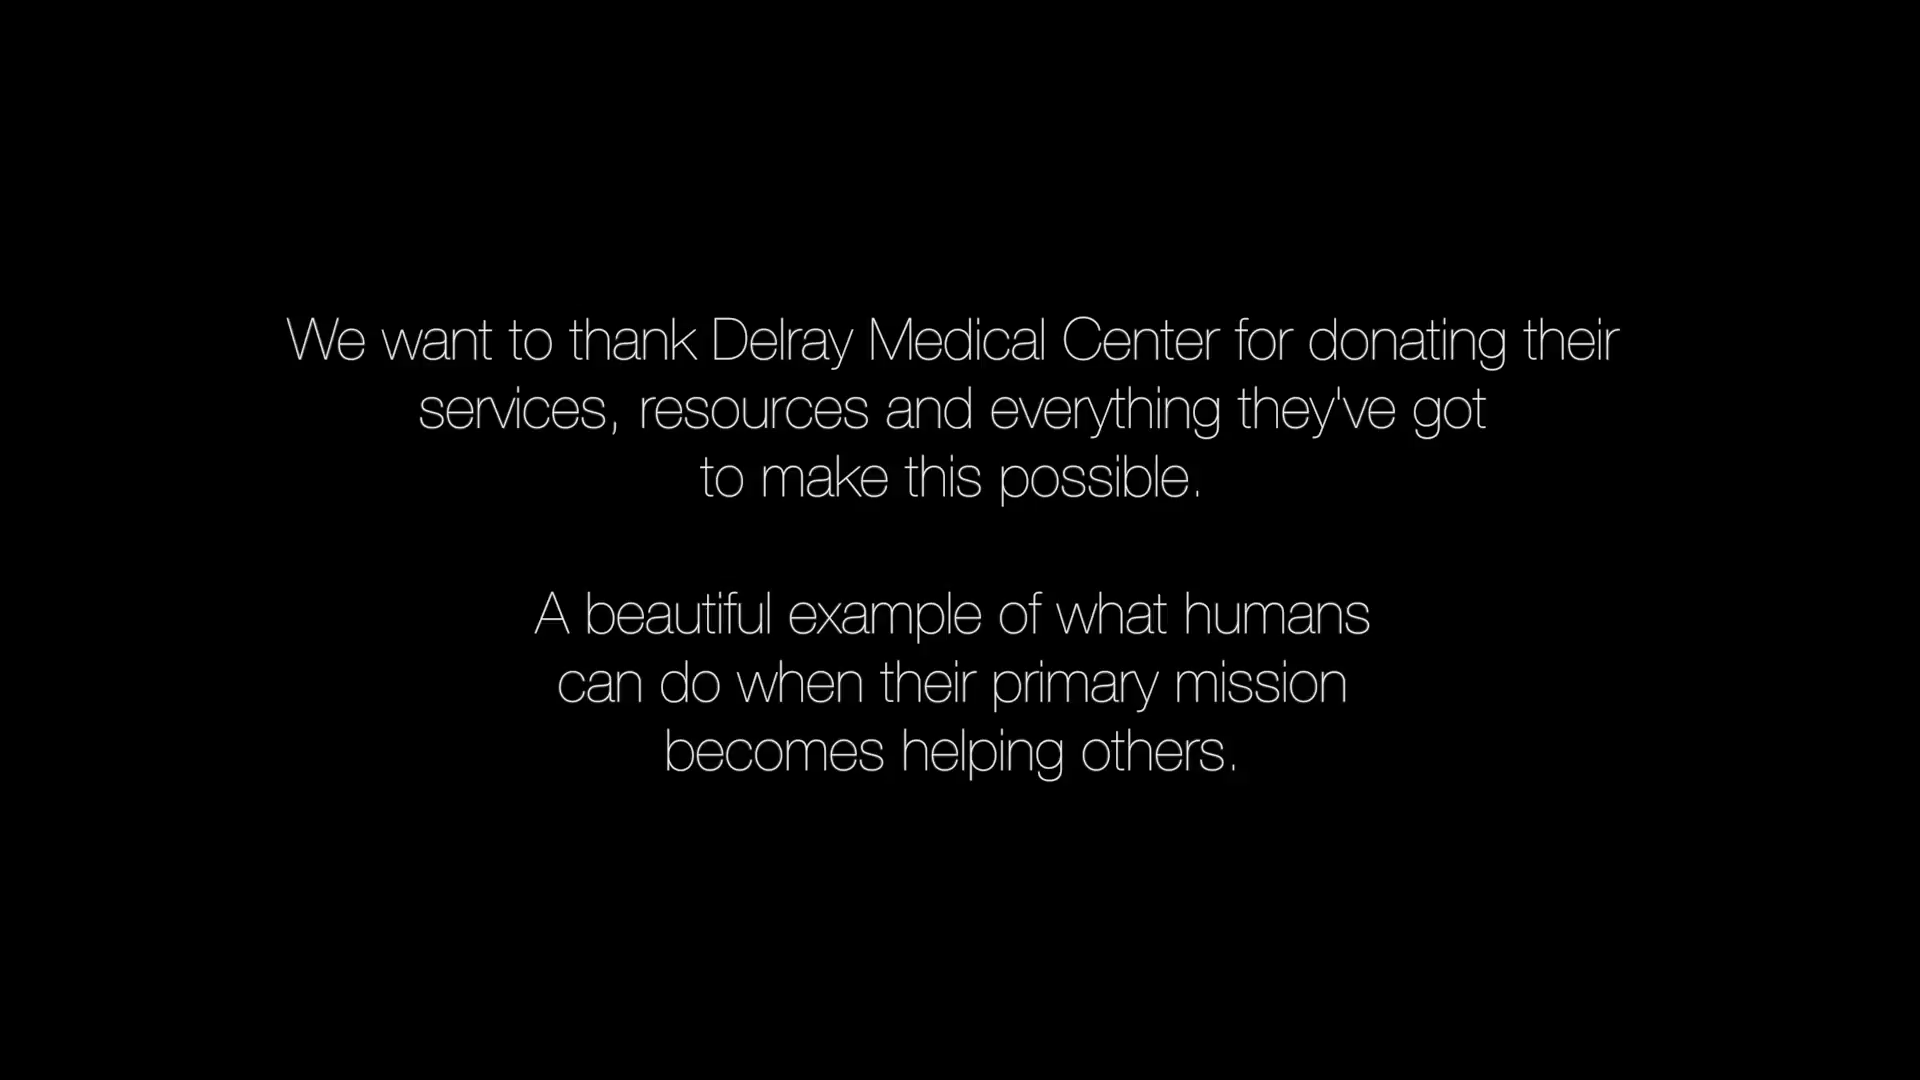 We want to thank Delray Medical Center for donating their
services, resources and everything they've got
to make this possible.
A beautiful example of what humans
can do when their primary mission
becomes helping others.